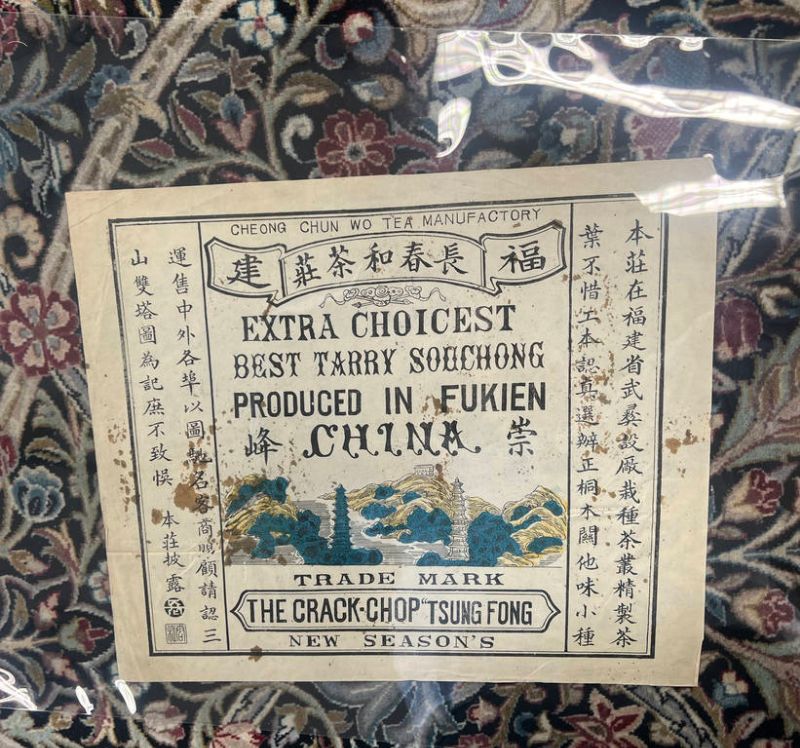 CHEONG CHUN WO TEA MANUFACTORY
福建
長春和茶莊
EXTRA CHOICEST
BEST TARRY SOUCHONG
PRODUCED IN FUKIEN
CHINA
崇峰
TRADE MARK
THE CRACK-CHOP "TSUNG FONG
NEW SEASON'S
本莊在福建省武彞設廠栽種茶叢精製茶
葉不惜工本認真選辦正桐木關他味小種
運售中外各埠以圖馳名客商賜顧請認三
山雙塔圖為記庶不致悞
本莊披露